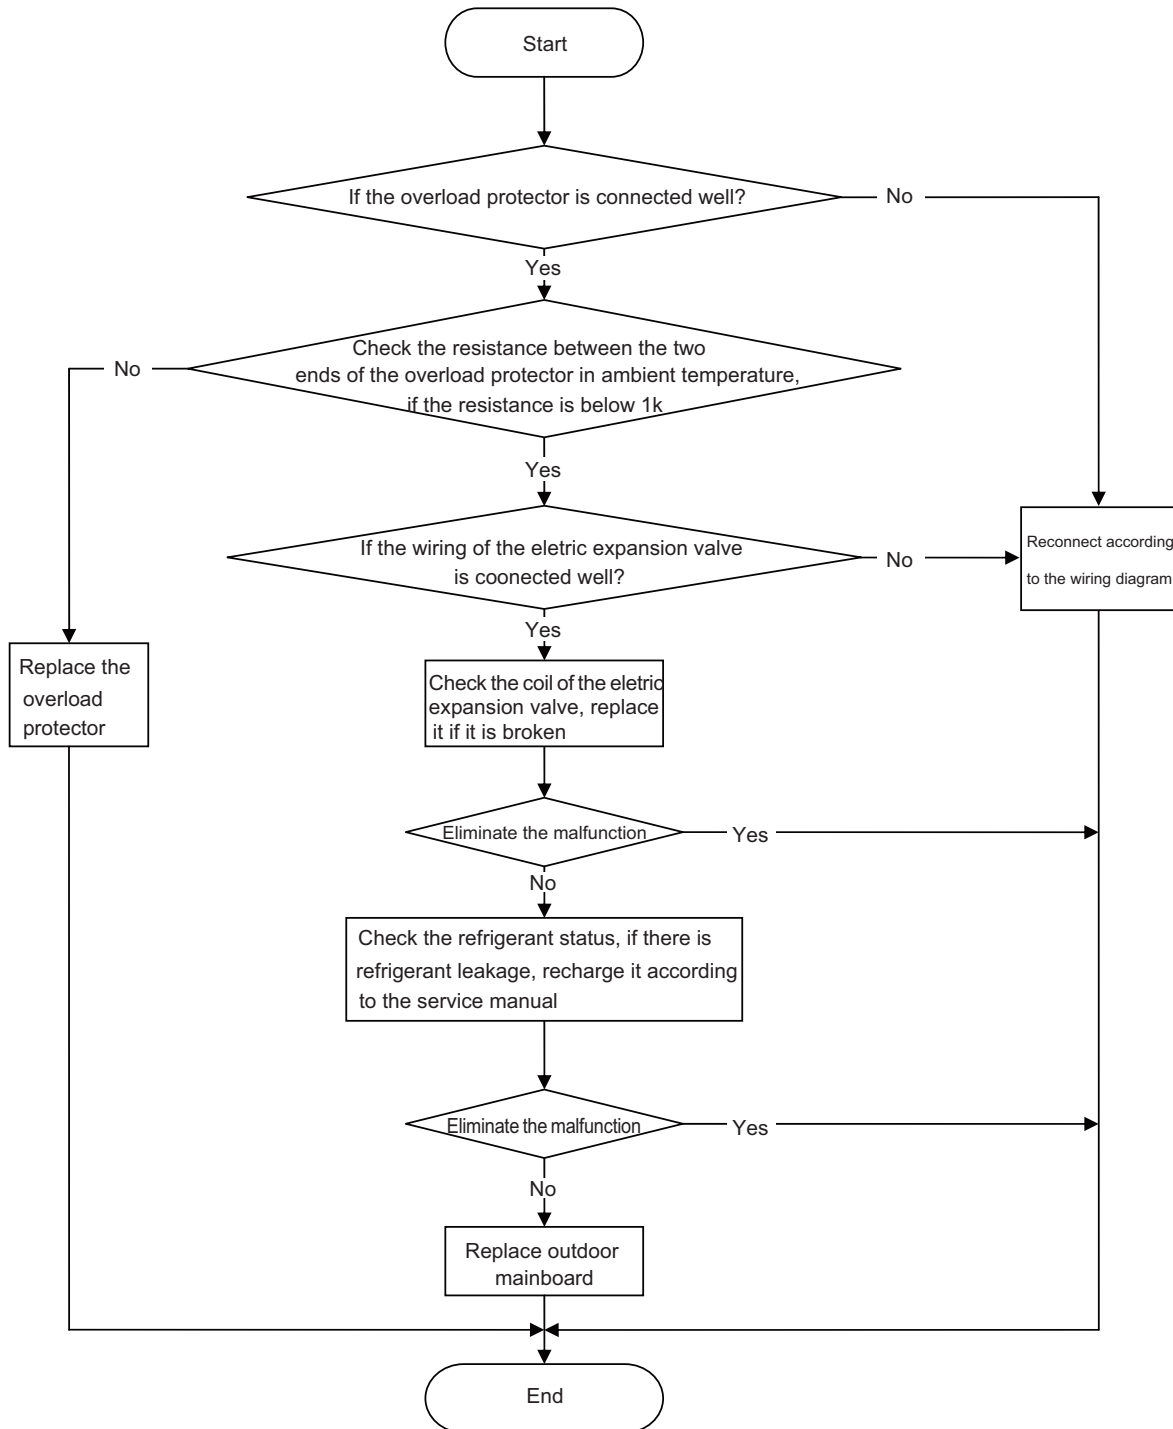 Start
If the overload protector is connected well?
No
Yes
Check the resistance between the two
ends of the overload protector in ambient temperature,
if the resistance is below 1k
No
Yes
If the wiring of the eletric expansion valve
is coonected well?
No
Reconnect according
to the wiring diagram
Yes
Replace the
overload
protector
Check the coil of the eletric
expansion valve, replace
it if it is broken
Eliminate the malfunction
Yes
No
Check the refrigerant status, if there is
refrigerant leakage, recharge it according
to the service manual
Eliminate the malfunction
Yes
No
Replace outdoor
mainboard
End